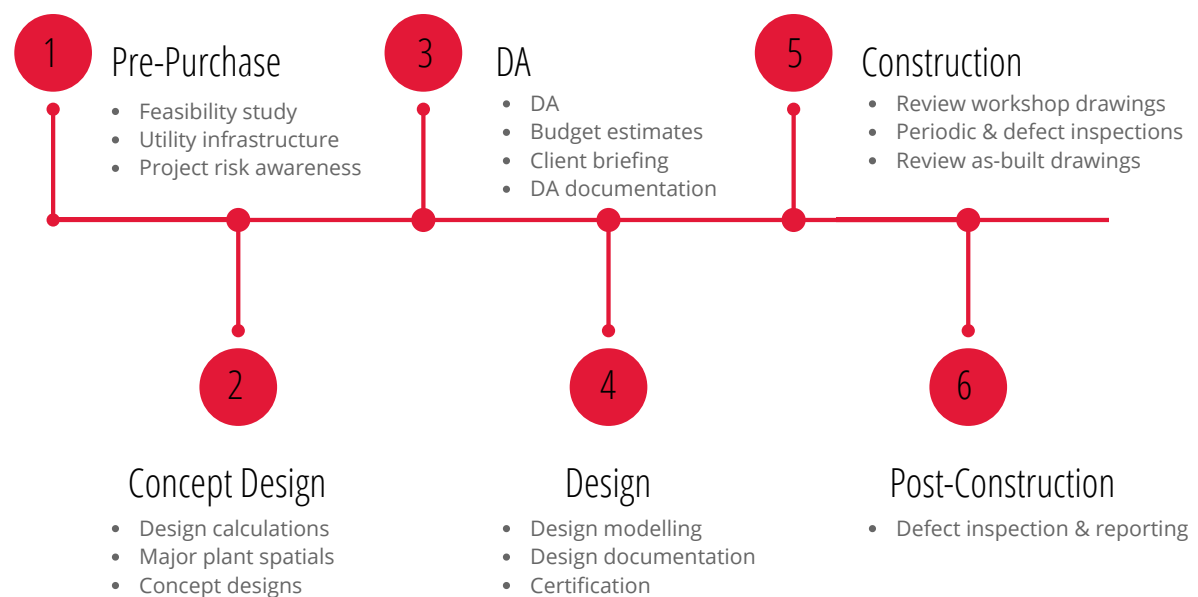 1
Pre-Purchase
• Feasibility study
• Utility infrastructure
• Project risk awareness
2
Concept Design
• Design calculations
• Major plant spatials
• Concept designs
3
DA
• DA
• Budget estimates
• Client briefing
• DA documentation
4
Design
• Design modelling
• Design documentation
• Certification
5
Construction
• Review workshop drawings
• Periodic & defect inspections
• Review as-built drawings
6
Post-Construction
• Defect inspection & reporting